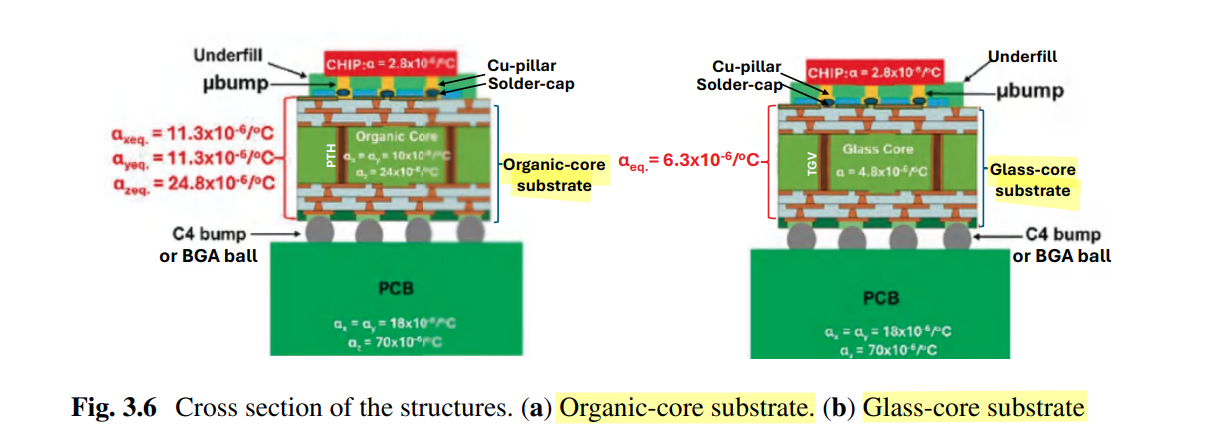 Underfill
CHIP: α = 2.8x10⁻⁶/°C
Cu-pillar
Solder-cap
µbump
αxeq. = 11.3x10⁻⁶/°C
αyeq. = 11.3x10⁻⁶/°C
αzeq. = 24.8x10⁻⁶/°C
PTH
Organic Core
αx = αy = 10x10⁻⁶/°C
αz = 24x10⁻⁶/°C
Organic-core
substrate
C4 bump
or BGA ball
PCB
αx = αy = 18x10⁻⁶/°C
αz = 70x10⁻⁶/°C
Cu-pillar
Solder-cap
CHIP: α = 2.8x10⁻⁶/°C
Underfill
µbump
αeq. = 6.3x10⁻⁶/°C
TGV
Glass Core
α = 4.8x10⁻⁶/°C
Glass-core
substrate
C4 bump
or BGA ball
PCB
αx = αy = 18x10⁻⁶/°C
αz = 70x10⁻⁶/°C
Fig. 3.6 Cross section of the structures. (a) Organic-core substrate. (b) Glass-core substrate